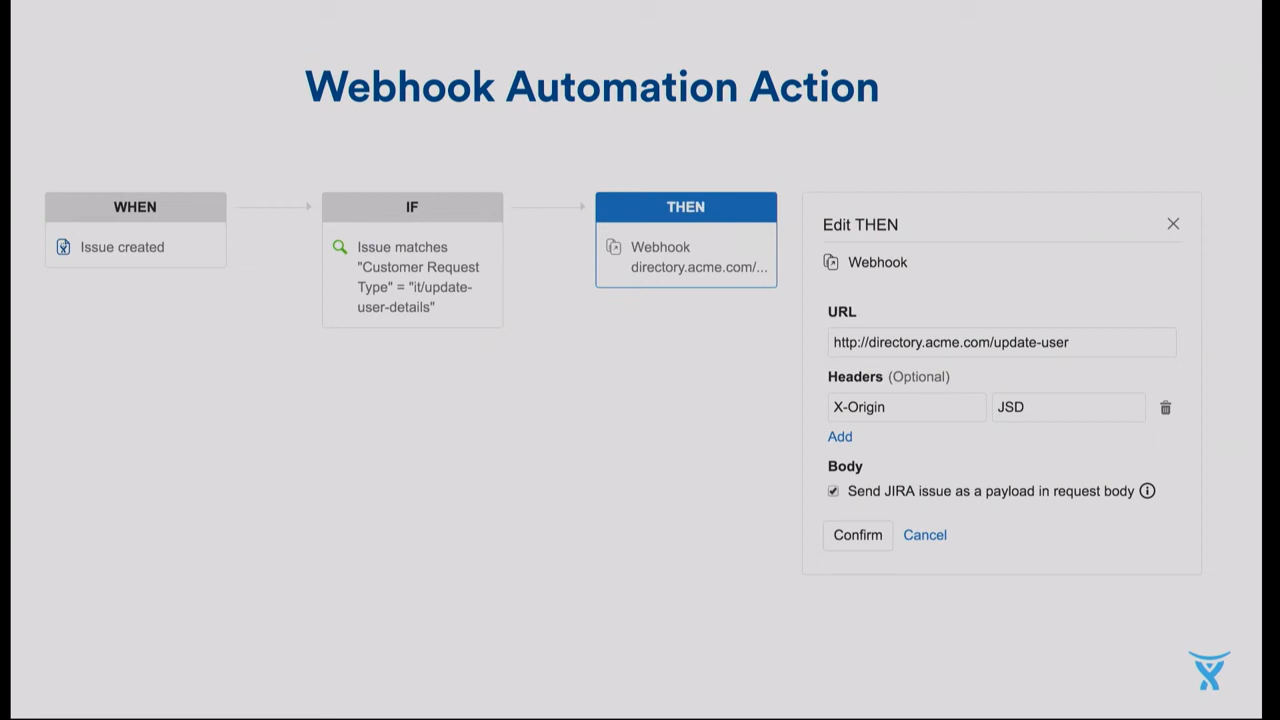 Webhook Automation Action
WHEN
Issue created
IF
Issue matches
"Customer Request
Type" = "it/update-
user-details"
THEN
Webhook
directory.acme.com/...
Edit THEN
Webhook
URL
http://directory.acme.com/update-user
Headers (Optional)
X-Origin JSD
Add
Body
Send JIRA issue as a payload in request body
Confirm Cancel